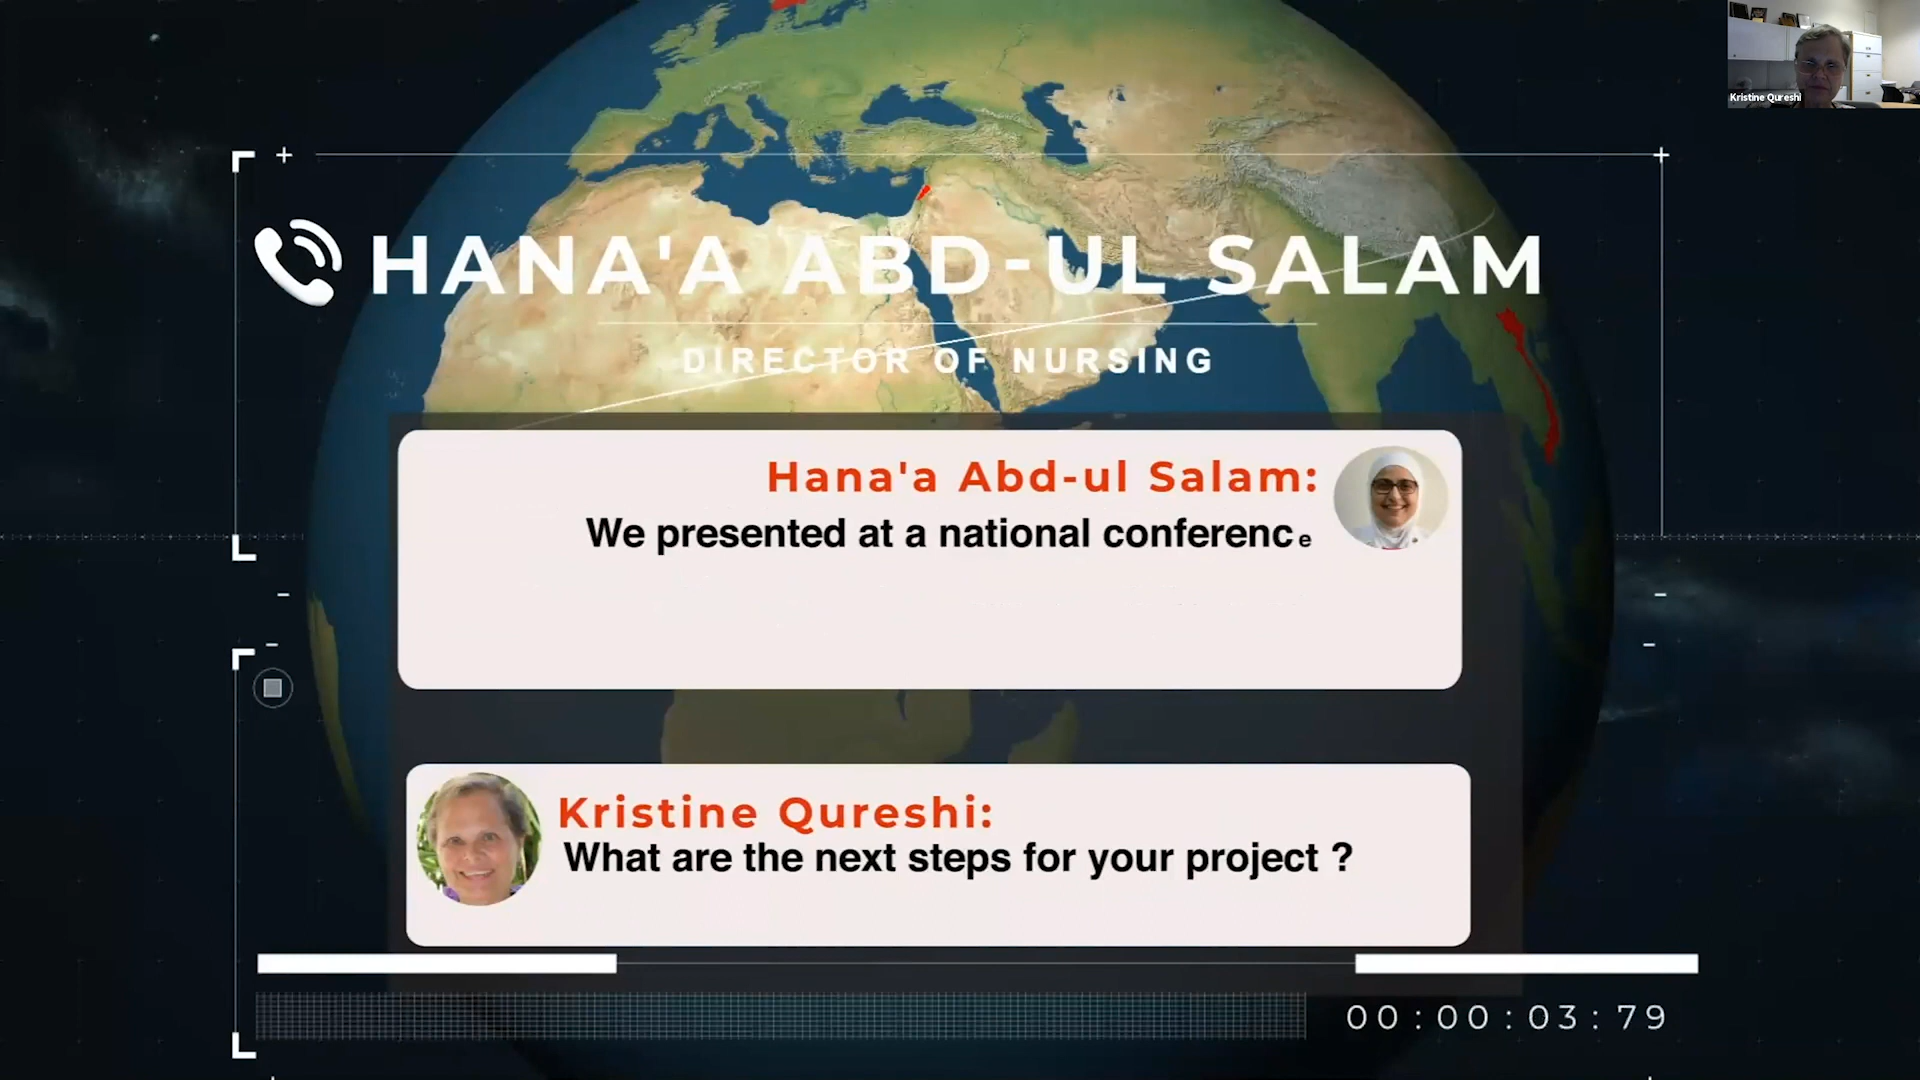 Kristine Qureshi
HANA'A ABD-UL SALAM
DIRECTOR OF NURSING
Hana'a Abd-ul Salam:
We presented at a national conference
Kristine Qureshi:
What are the next steps for your project ?
00:00:03:79